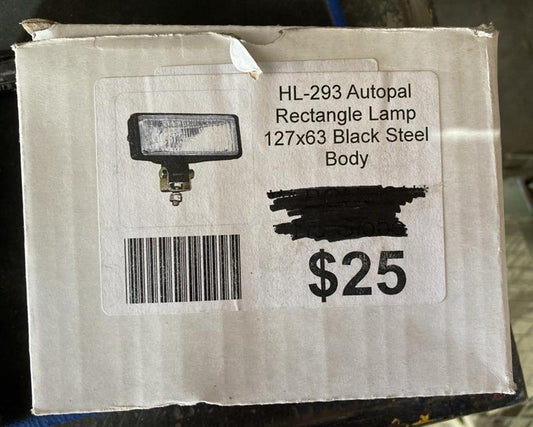 HL-293 Autopal
Rectangle Lamp
127x63 Black Steel
Body
$25